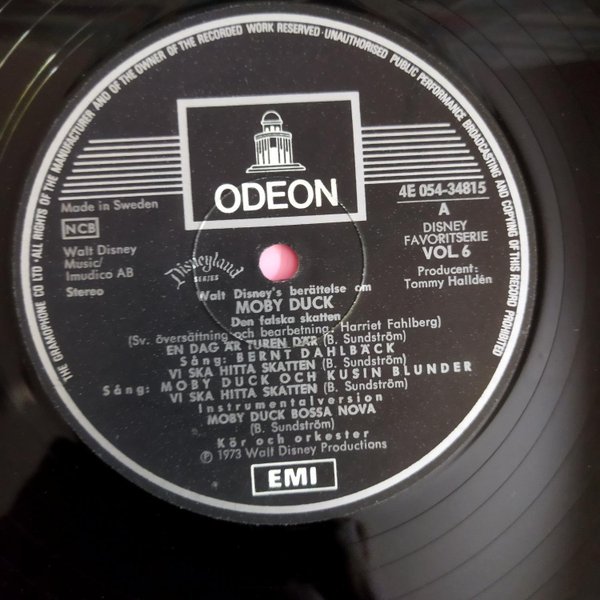 THE GRAMOPHONE CO LTD · ALL RIGHTS OF THE MANUFACTURER AND OF THE OWNER OF THE RECORDED WORK RESERVED · UNAUTHORISED PUBLIC PERFORMANCE BROADCASTING AND COPYING OF THIS RECORD PROHIBITED
ODEON
Made in Sweden
NCB
Walt Disney
Music/
Imudico AB
Stereo
4E 054-34815
A
DISNEY
FAVORITSERIE
VOL. 6
Producent:
Tommy Halldén
Disneyland
SERIES
Walt Disney's berättelse om
MOBY DUCK
Den falska skatten
(Sv. översättning och bearbetning: Harriet Fahlberg)
EN DAG ÄR TUREN DÄR (B. Sundström)
Sång: BERNT DAHLBÄCK
VI SKA HITTA SKATTEN (B. Sundström)
Sång: MOBY DUCK OCH KUSIN BLUNDER
VI SKA HITTA SKATTEN (B. Sundström)
Instrumentalversion
MOBY DUCK BOSSA NOVA
(B. Sundström)
Kör och orkester
℗ 1973 Walt Disney Productions
EMI